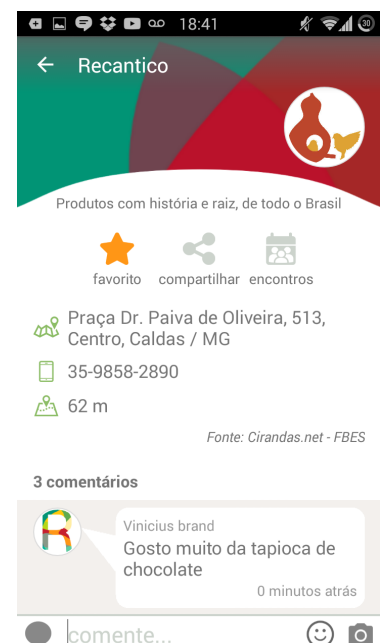 18:41
30
Recantico
Produtos com história e raiz, de todo o Brasil
favorito compartilhar encontros
Praça Dr. Paiva de Oliveira, 513,
Centro, Caldas / MG
35-9858-2890
62 m
Fonte: Cirandas.net - FBES
3 comentários
R
Vinicius brand
Gosto muito da tapioca de
chocolate
0 minutos atrás
comente...